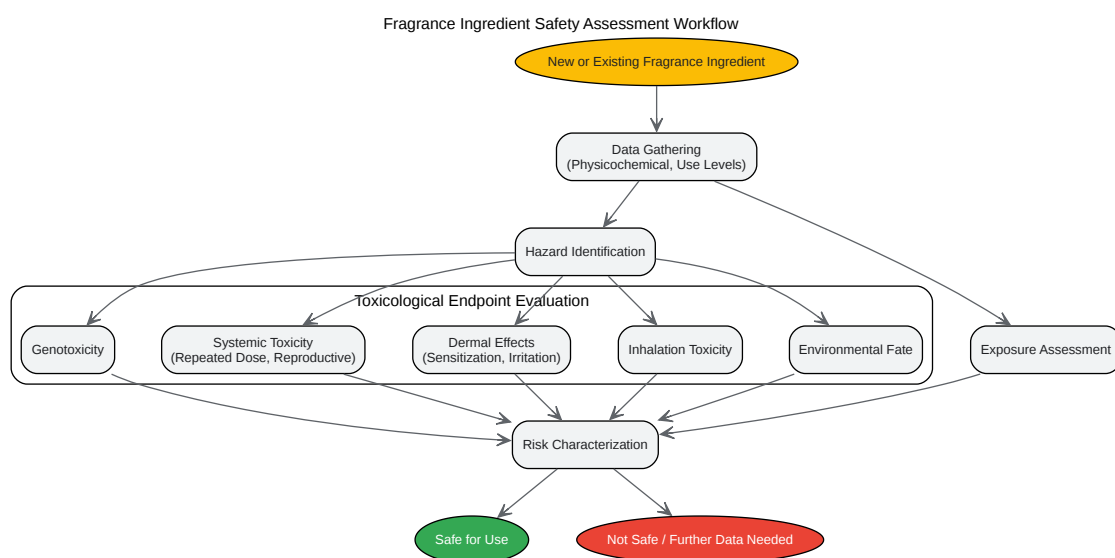 Fragrance Ingredient Safety Assessment Workflow
New or Existing Fragrance Ingredient
Data Gathering
(Physicochemical, Use Levels)
Hazard Identification
Toxicological Endpoint Evaluation
Genotoxicity
Systemic Toxicity
(Repeated Dose, Reproductive)
Dermal Effects
(Sensitization, Irritation)
Inhalation Toxicity
Environmental Fate
Exposure Assessment
Risk Characterization
Safe for Use
Not Safe / Further Data Needed